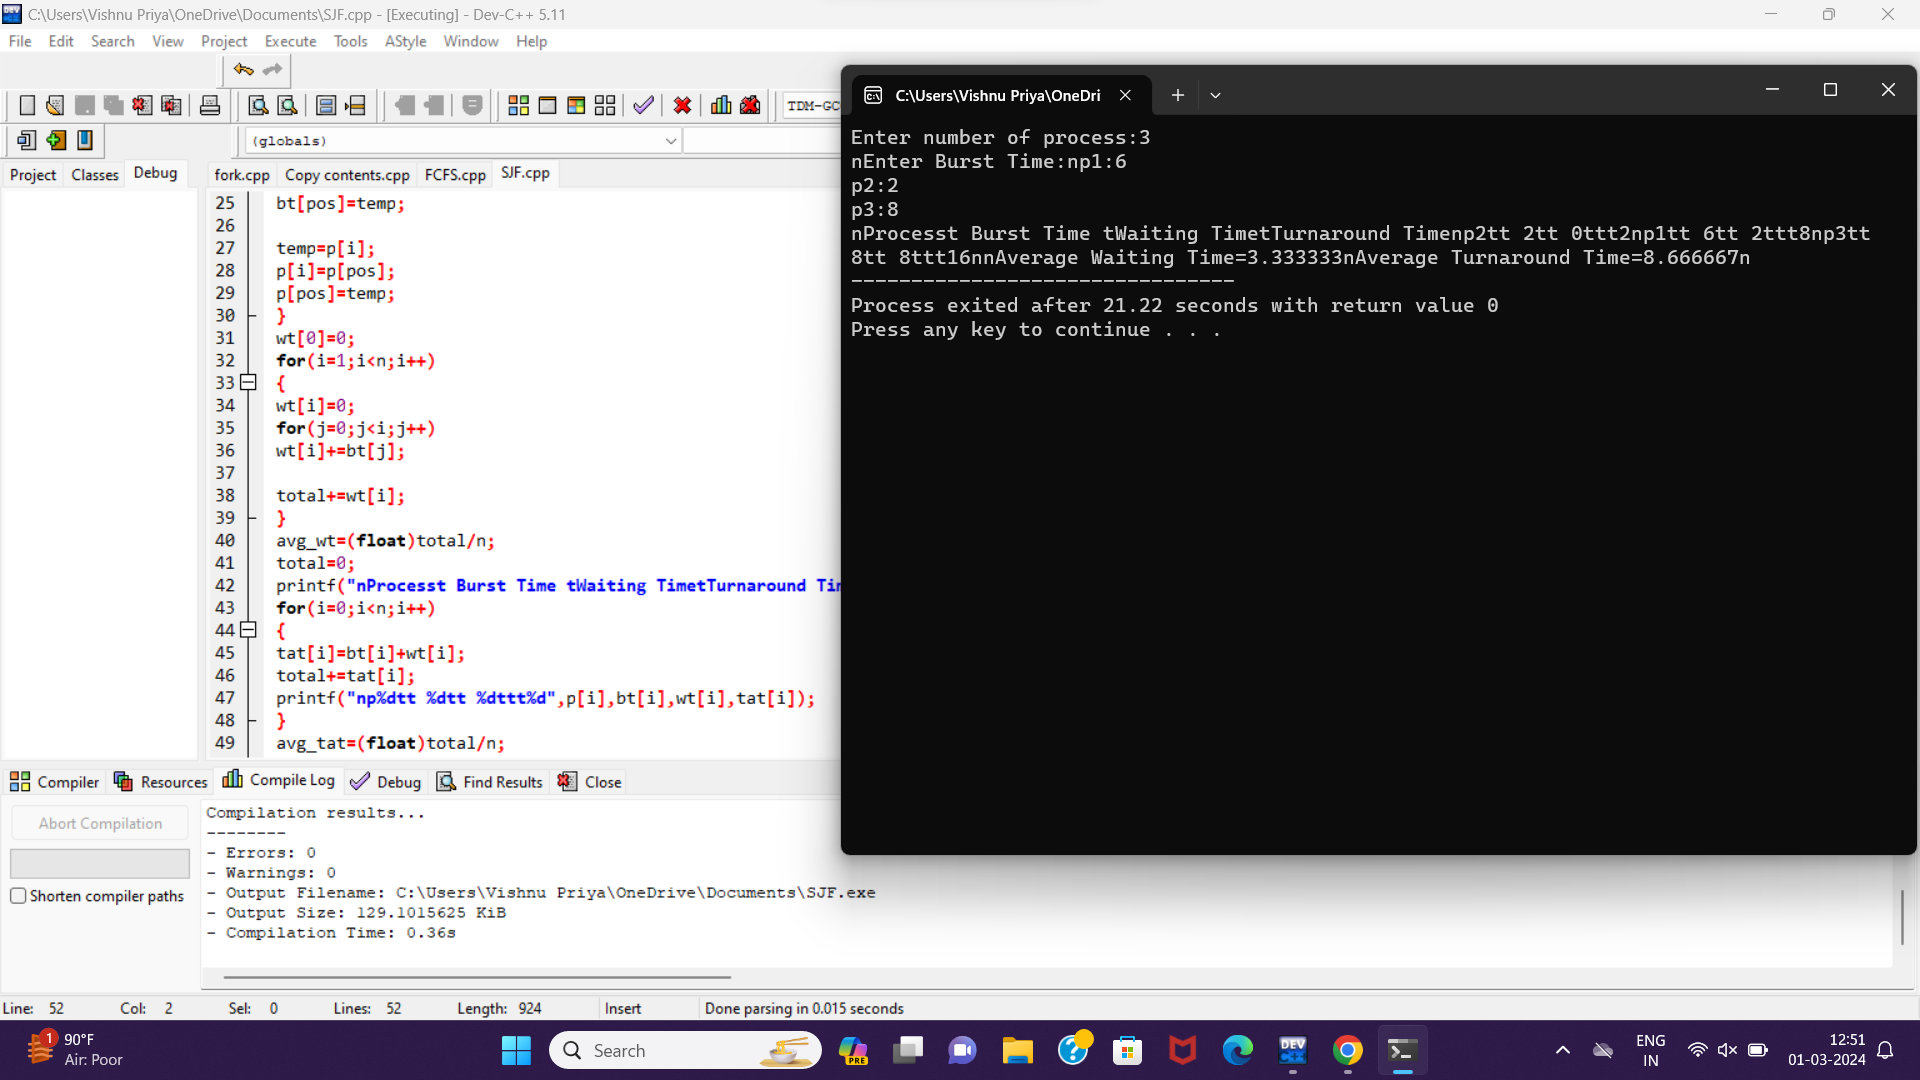 C:\Users\Vishnu Priya\OneDrive\Documents\SJF.cpp - [Executing] - Dev-C++ 5.11
File Edit Search View Project Execute Tools AStyle Window Help
TDM-GC
(globals)
Project Classes Debug
fork.cpp Copy contents.cpp FCFS.cpp SJF.cpp
25 bt[pos]=temp;
26
27 temp=p[i];
28 p[i]=p[pos];
29 p[pos]=temp;
30 }
31 wt[0]=0;
32 for(i=1;i<n;i++)
33 {
34 wt[i]=0;
35 for(j=0;j<i;j++)
36 wt[i]+=bt[j];
37
38 total+=wt[i];
39 }
40 avg_wt=(float)total/n;
41 total=0;
42 printf("nProcesst Burst Time tWaiting TimetTurnaround Tim
43 for(i=0;i<n;i++)
44 {
45 tat[i]=bt[i]+wt[i];
46 total+=tat[i];
47 printf("np%dtt %dtt %dttt%d",p[i],bt[i],wt[i],tat[i]);
48 }
49 avg_tat=(float)total/n;
C:\Users\Vishnu Priya\OneDri
Enter number of process:3
nEnter Burst Time:np1:6
p2:2
p3:8
nProcesst Burst Time tWaiting TimetTurnaround Timenp2tt 2tt 0ttt2np1tt 6tt 2ttt8np3tt
8tt 8ttt16nnAverage Waiting Time=3.333333nAverage Turnaround Time=8.666667n
--------------------------------
Process exited after 21.22 seconds with return value 0
Press any key to continue . . .
Compiler Resources Compile Log Debug Find Results Close
Abort Compilation
Shorten compiler paths
Compilation results...
--------
- Errors: 0
- Warnings: 0
- Output Filename: C:\Users\Vishnu Priya\OneDrive\Documents\SJF.exe
- Output Size: 129.1015625 KiB
- Compilation Time: 0.36s
Line: 52 Col: 2 Sel: 0 Lines: 52 Length: 924 Insert Done parsing in 0.015 seconds
1
90°F
Air: Poor
Search
PRE
DEV
C++
ENG
IN
12:51
01-03-2024